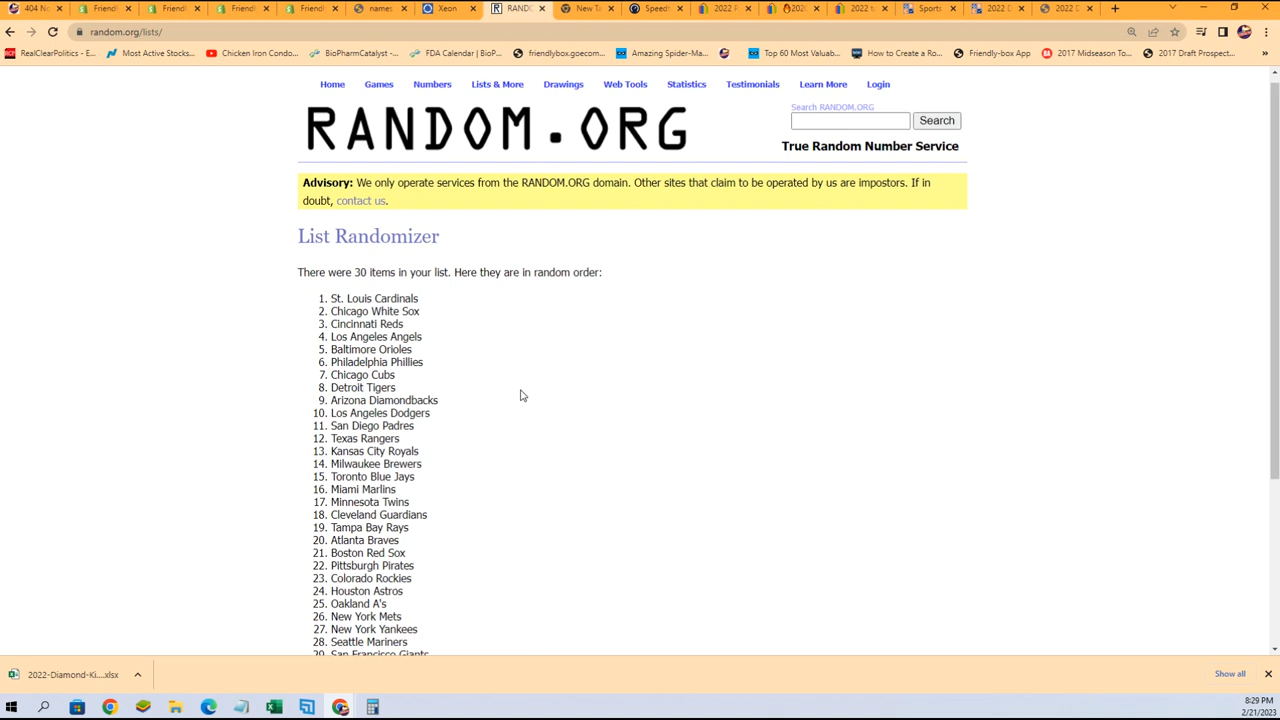 404 No
Friendl
Friendl
Friendl
Friendl
names
Xeon
RANDO
New Ta
Speedt
2022 P
2020
2022 t
Sports
2022 D
2022 D
random.org/lists/
RealClearPolitics - E...
Most Active Stocks...
Chicken Iron Condo...
BioPharmCatalyst -...
FDA Calendar | BioP...
friendlybox.goecom...
Amazing Spider-Ma...
Top 60 Most Valuab...
How to Create a Ro...
Friendly-box App
2017 Midseason To...
2017 Draft Prospect...
»
Home Games Numbers Lists & More Drawings Web Tools Statistics Testimonials Learn More Login
RANDOM.ORG
Search RANDOM.ORG
Search
True Random Number Service
Advisory: We only operate services from the RANDOM.ORG domain. Other sites that claim to be operated by us are impostors. If in
doubt, contact us.
List Randomizer
There were 30 items in your list. Here they are in random order:
1. St. Louis Cardinals
2. Chicago White Sox
3. Cincinnati Reds
4. Los Angeles Angels
5. Baltimore Orioles
6. Philadelphia Phillies
7. Chicago Cubs
8. Detroit Tigers
9. Arizona Diamondbacks
10. Los Angeles Dodgers
11. San Diego Padres
12. Texas Rangers
13. Kansas City Royals
14. Milwaukee Brewers
15. Toronto Blue Jays
16. Miami Marlins
17. Minnesota Twins
18. Cleveland Guardians
19. Tampa Bay Rays
20. Atlanta Braves
21. Boston Red Sox
22. Pittsburgh Pirates
23. Colorado Rockies
24. Houston Astros
25. Oakland A's
26. New York Mets
27. New York Yankees
28. Seattle Mariners
29. San Francisco Giants
2022-Diamond-Ki....xlsx
Show all
8:29 PM
2/21/2023